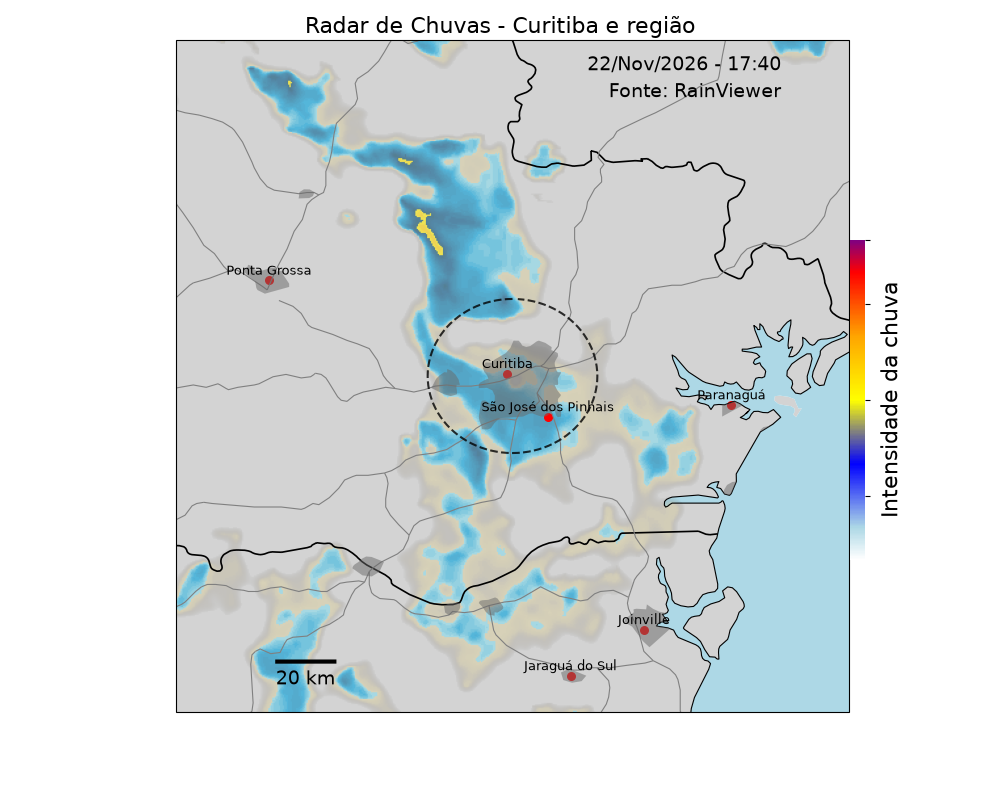 Radar de Chuvas - Curitiba e região
22/Nov/2026 - 17:40
Fonte: RainViewer
Ponta Grossa
Curitiba
São José dos Pinhais
Paranaguá
Intensidade da chuva
Joinville
Jaraguá do Sul
20 km